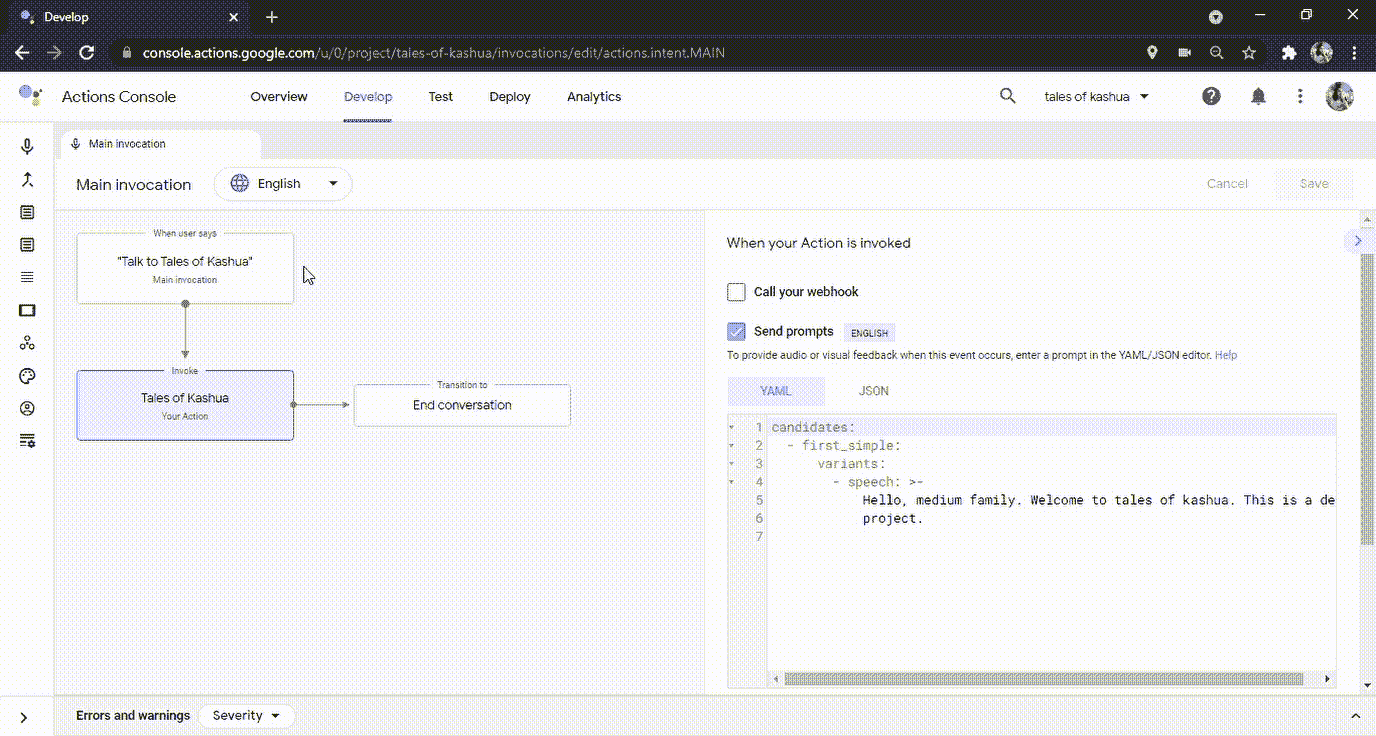 Develop
console.actions.google.com/u/0/project/tales-of-kashua/invocations/edit/actions.intent.MAIN
Actions Console
Overview
Develop
Test
Deploy
Analytics
tales of kashua
Main invocation
Main invocation
English
Cancel
Save
When user says
"Talk to Tales of Kashua"
Main invocation
Invoke
Tales of Kashua
Your Action
Transition to
End conversation
When your Action is invoked
Call your webhook
Send prompts
ENGLISH
To provide audio or visual feedback when this event occurs, enter a prompt in the YAML/JSON editor. Help
YAML
JSON
1 candidates:
2 - first_simple:
3 variants:
4 - speech: >-
5 Hello, medium family. Welcome to tales of kashua. This is a de
6 project.
7
Errors and warnings
Severity